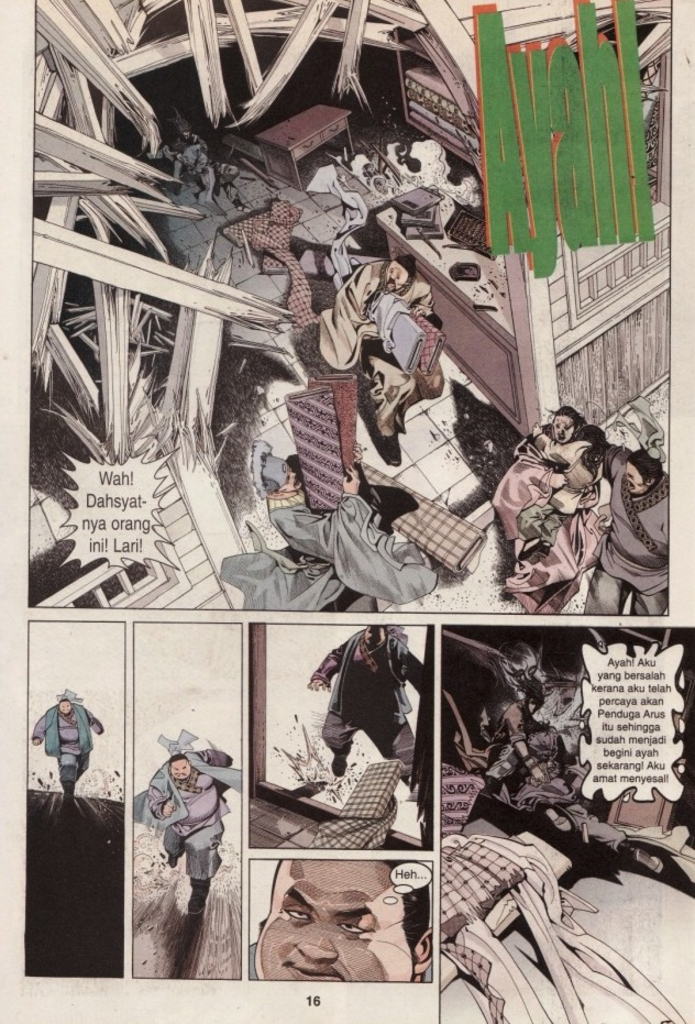 Ayah!
Wah!
Dahsyat-
nya orang
ini! Lari!
Ayah! Aku
yang bersalah
kerana aku telah
percaya akan
Penduga Arus
itu sehingga
sudah menjadi
begini ayah
sekarang! Aku
amat menyesal!
Heh...
16